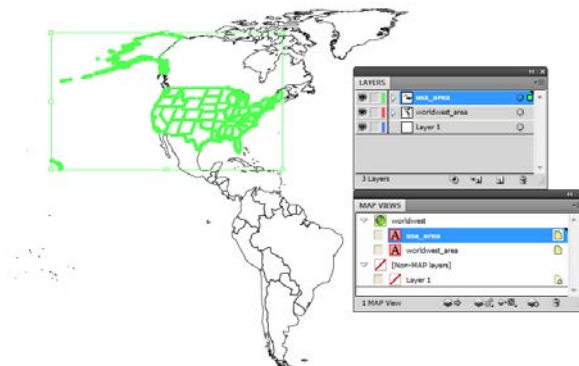 LAYERS
usa_area
worldwest_area
Layer 1
3 Layers
MAP VIEWS
worldwest
A usa_area
A worldwest_area
[Non-MAP layers]
Layer 1
1 MAP View